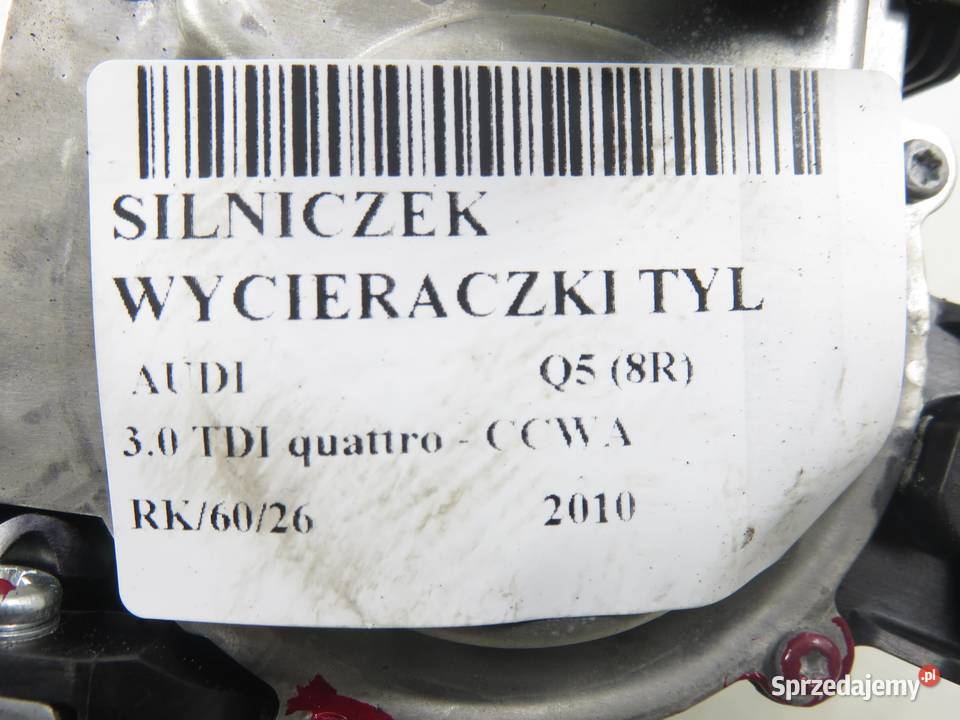 SILNICZEK
WYCIERACZKI TYL
AUDI Q5 (8R)
3.0 TDI quattro - CCWA
RK/60/26 2010
Sprzedajemy.pl